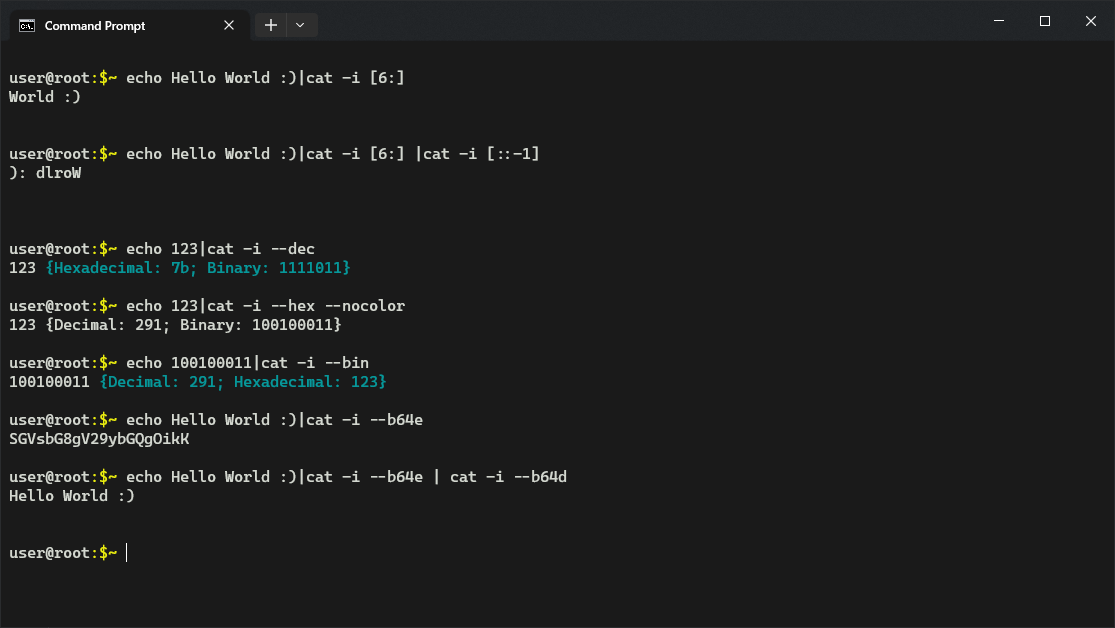 Command Prompt
user@root:$~ echo Hello World :)|cat -i [6:]
World :)
user@root:$~ echo Hello World :)|cat -i [6:] |cat -i [::-1]
): dlroW
user@root:$~ echo 123|cat -i --dec
123 {Hexadecimal: 7b; Binary: 1111011}
user@root:$~ echo 123|cat -i --hex --nocolor
123 {Decimal: 291; Binary: 100100011}
user@root:$~ echo 100100011|cat -i --bin
100100011 {Decimal: 291; Hexadecimal: 123}
user@root:$~ echo Hello World :)|cat -i --b64e
SGVsbG8gV29ybGQgOikK
user@root:$~ echo Hello World :)|cat -i --b64e | cat -i --b64d
Hello World :)
user@root:$~